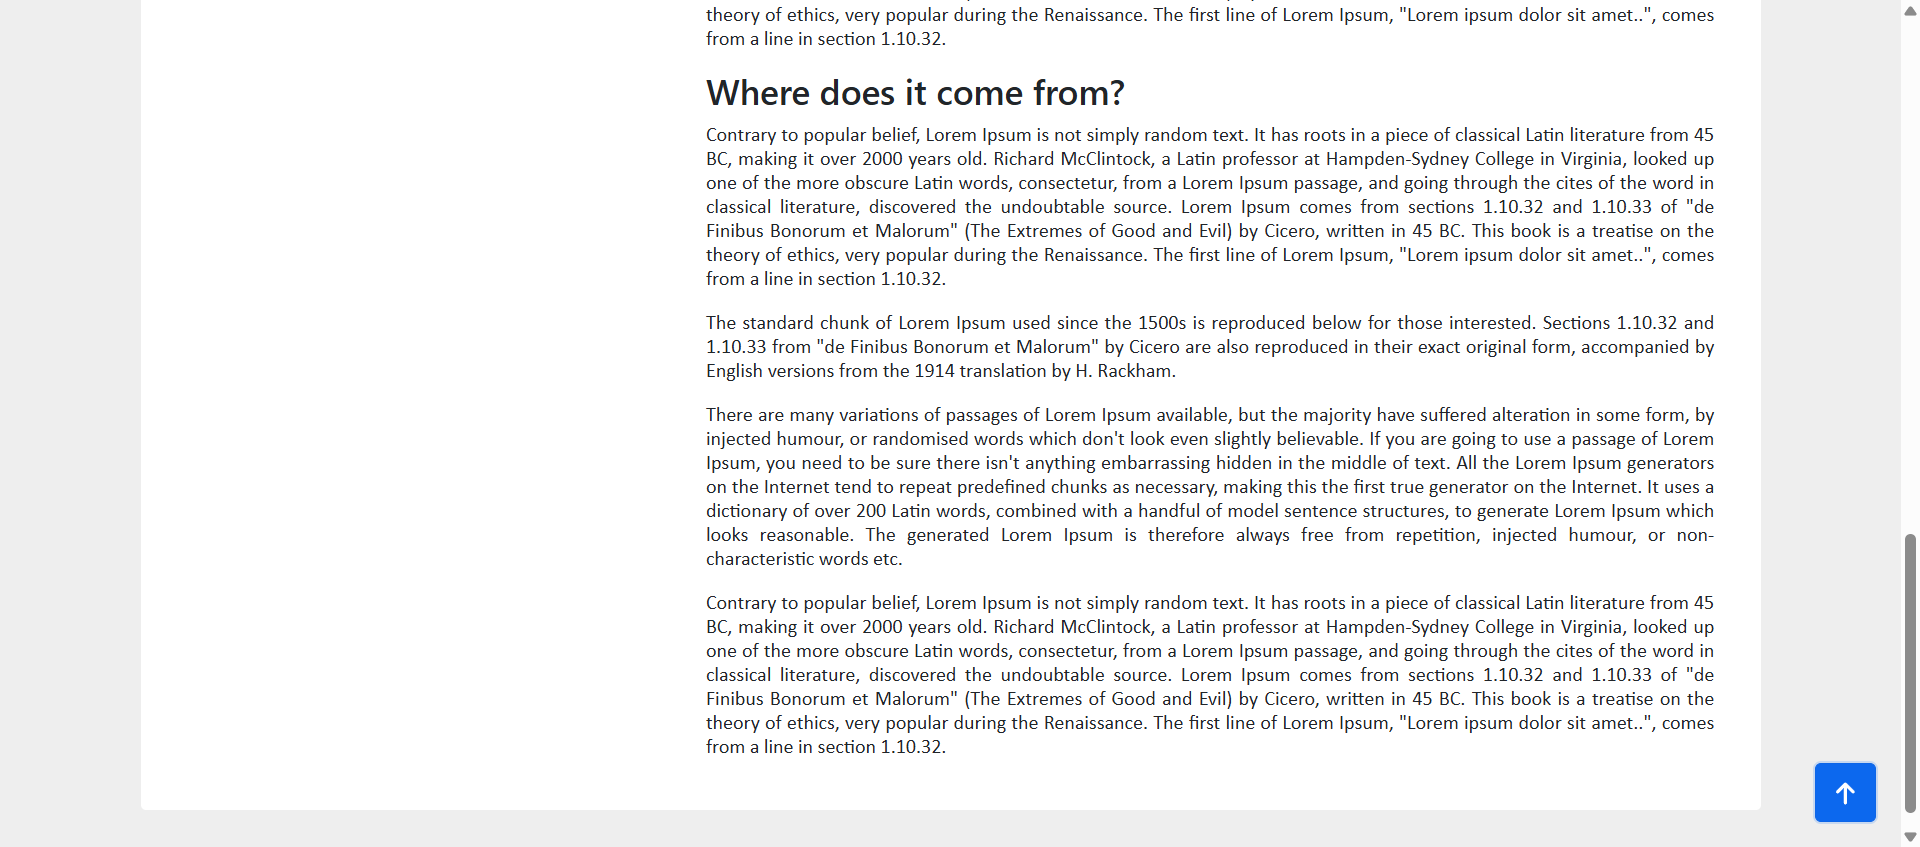 theory of ethics, very popular during the Renaissance. The first line of Lorem Ipsum, "Lorem ipsum dolor sit amet..", comes
from a line in section 1.10.32.
Where does it come from?
Contrary to popular belief, Lorem Ipsum is not simply random text. It has roots in a piece of classical Latin literature from 45
BC, making it over 2000 years old. Richard McClintock, a Latin professor at Hampden-Sydney College in Virginia, looked up
one of the more obscure Latin words, consectetur, from a Lorem Ipsum passage, and going through the cites of the word in
classical literature, discovered the undoubtable source. Lorem Ipsum comes from sections 1.10.32 and 1.10.33 of "de
Finibus Bonorum et Malorum" (The Extremes of Good and Evil) by Cicero, written in 45 BC. This book is a treatise on the
theory of ethics, very popular during the Renaissance. The first line of Lorem Ipsum, "Lorem ipsum dolor sit amet..", comes
from a line in section 1.10.32.
The standard chunk of Lorem Ipsum used since the 1500s is reproduced below for those interested. Sections 1.10.32 and
1.10.33 from "de Finibus Bonorum et Malorum" by Cicero are also reproduced in their exact original form, accompanied by
English versions from the 1914 translation by H. Rackham.
There are many variations of passages of Lorem Ipsum available, but the majority have suffered alteration in some form, by
injected humour, or randomised words which don't look even slightly believable. If you are going to use a passage of Lorem
Ipsum, you need to be sure there isn't anything embarrassing hidden in the middle of text. All the Lorem Ipsum generators
on the Internet tend to repeat predefined chunks as necessary, making this the first true generator on the Internet. It uses a
dictionary of over 200 Latin words, combined with a handful of model sentence structures, to generate Lorem Ipsum which
looks reasonable. The generated Lorem Ipsum is therefore always free from repetition, injected humour, or non-
characteristic words etc.
Contrary to popular belief, Lorem Ipsum is not simply random text. It has roots in a piece of classical Latin literature from 45
BC, making it over 2000 years old. Richard McClintock, a Latin professor at Hampden-Sydney College in Virginia, looked up
one of the more obscure Latin words, consectetur, from a Lorem Ipsum passage, and going through the cites of the word in
classical literature, discovered the undoubtable source. Lorem Ipsum comes from sections 1.10.32 and 1.10.33 of "de
Finibus Bonorum et Malorum" (The Extremes of Good and Evil) by Cicero, written in 45 BC. This book is a treatise on the
theory of ethics, very popular during the Renaissance. The first line of Lorem Ipsum, "Lorem ipsum dolor sit amet..", comes
from a line in section 1.10.32.